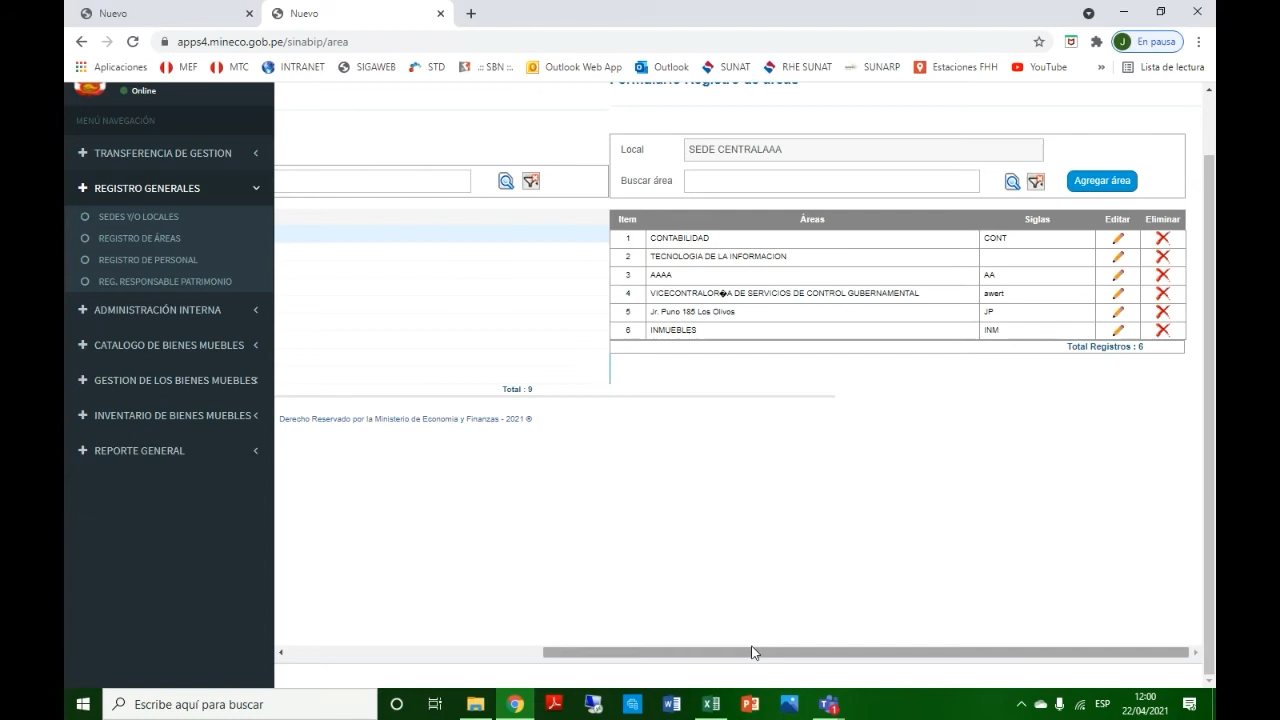 Nuevo
Nuevo
apps4.mineco.gob.pe/sinabip/area
J En pausa
Aplicaciones MEF MTC INTRANET SIGAWEB STD .:: SBN ::. Outlook Web App Outlook SUNAT RHE SUNAT SUNARP Estaciones FHH YouTube » Lista de lectura
Online
MENÚ NAVEGACIÓN
TRANSFERENCIA DE GESTION
REGISTRO GENERALES
SEDES Y/O LOCALES
REGISTRO DE ÁREAS
REGISTRO DE PERSONAL
REG. RESPONSABLE PATRIMONIO
ADMINISTRACIÓN INTERNA
CATALOGO DE BIENES MUEBLES
GESTION DE LOS BIENES MUEBLES
INVENTARIO DE BIENES MUEBLES
REPORTE GENERAL
Formulario Registro de áreas
Local SEDE CENTRALAAA
Buscar área Agregar área
Item Áreas Siglas Editar Eliminar
1 CONTABILIDAD CONT
2 TECNOLOGIA DE LA INFORMACION
3 AAAA AA
4 VICECONTRALOR�A DE SERVICIOS DE CONTROL GUBERNAMENTAL awert
5 Jr. Puno 185 Los Olivos JP
6 INMUEBLES INM
Total Registros : 6
Total : 9
Derecho Reservado por la Ministerio de Economia y Finanzas - 2021 ®
Escribe aquí para buscar
ESP
12:00
22/04/2021